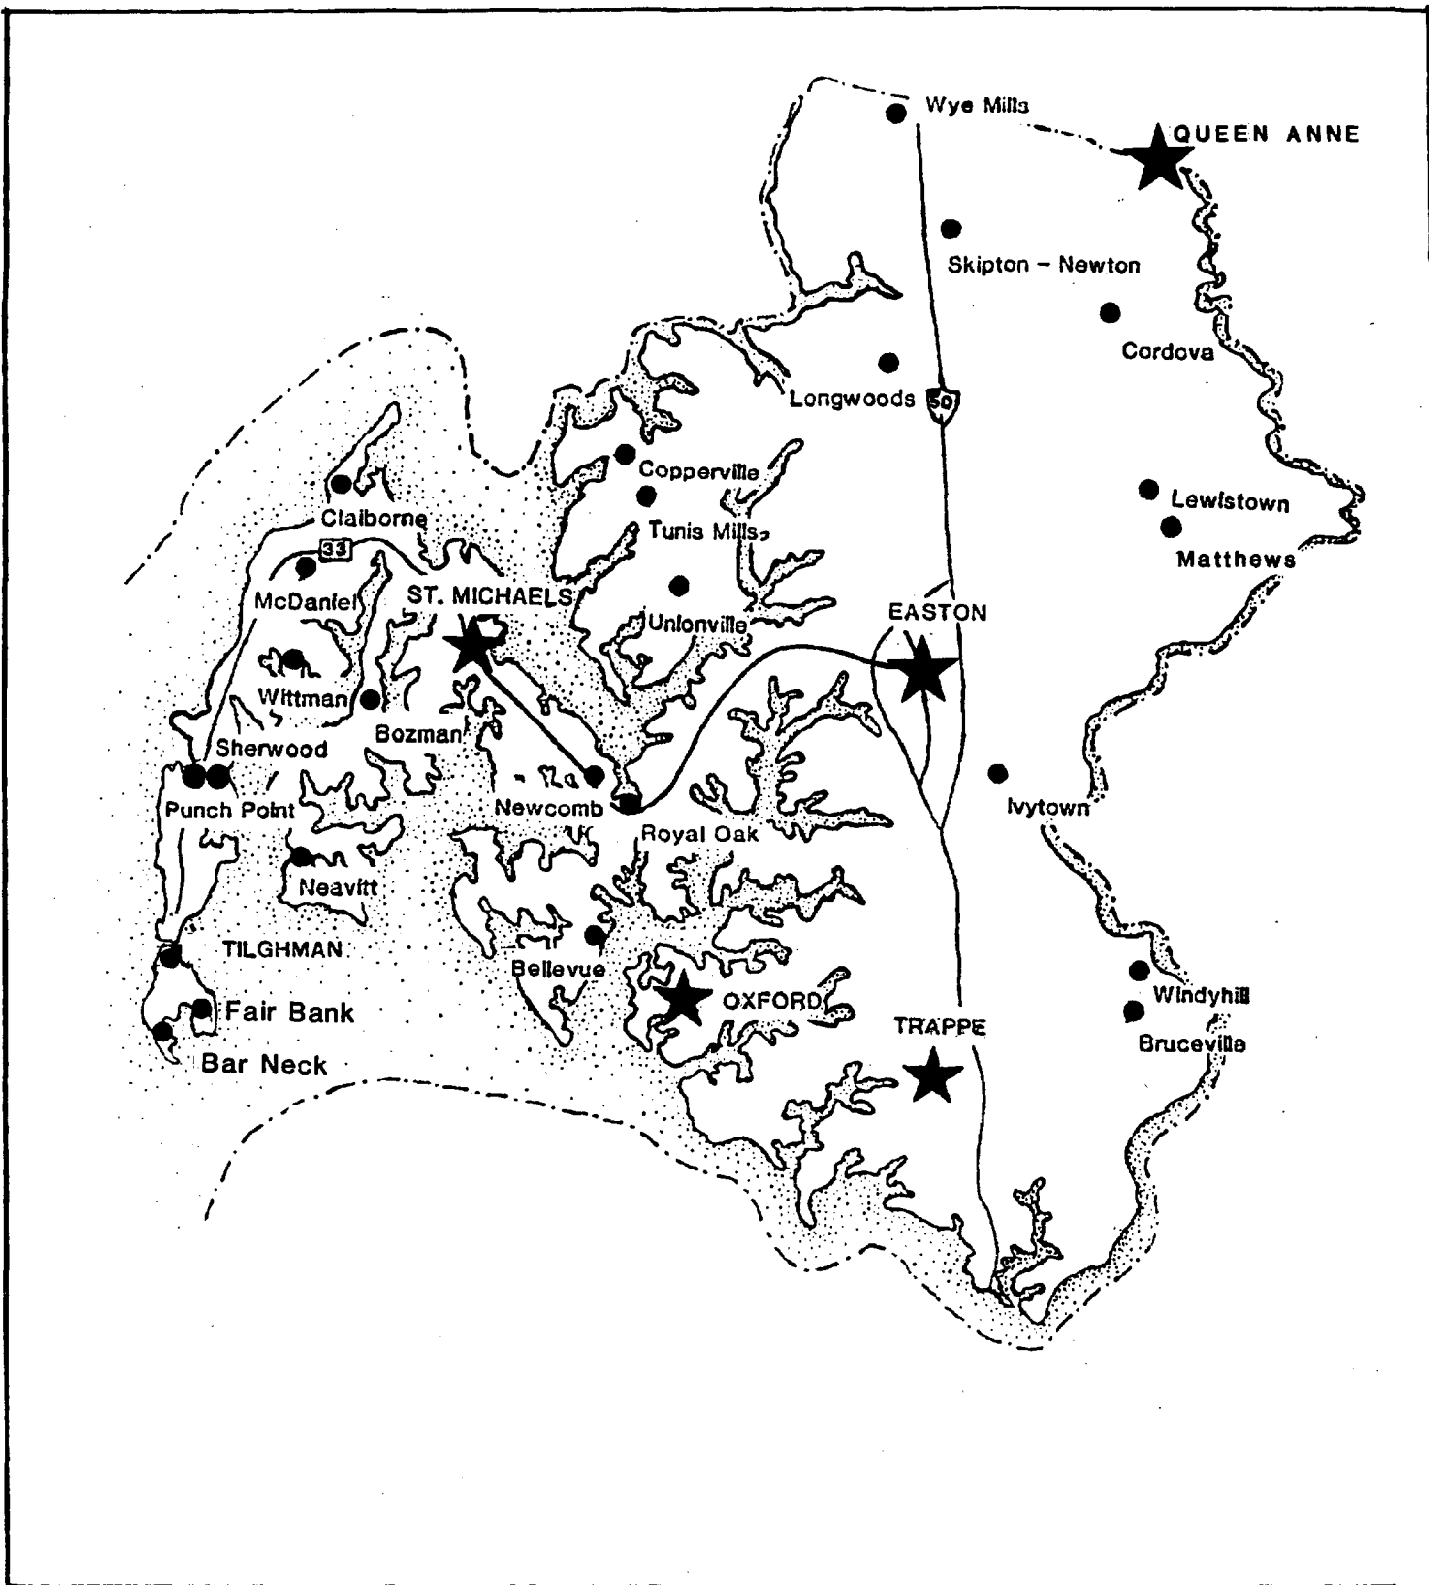 Wye Mills
QUEEN ANNE
Skipton - Newton
Cordova
Longwoods
50
Copperville
Lewistown
Claiborne
Tunis Mills
33
Matthews
McDaniel
ST. MICHAELS
EASTON
Unionville
Wittman
Bozman
Sherwood
Punch Point
Newcomb
Ivytown
Royal Oak
Neavitt
TILGHMAN
Bellevue
Windyhill
OXFORD
Fair Bank
TRAPPE
Bruceville
Bar Neck